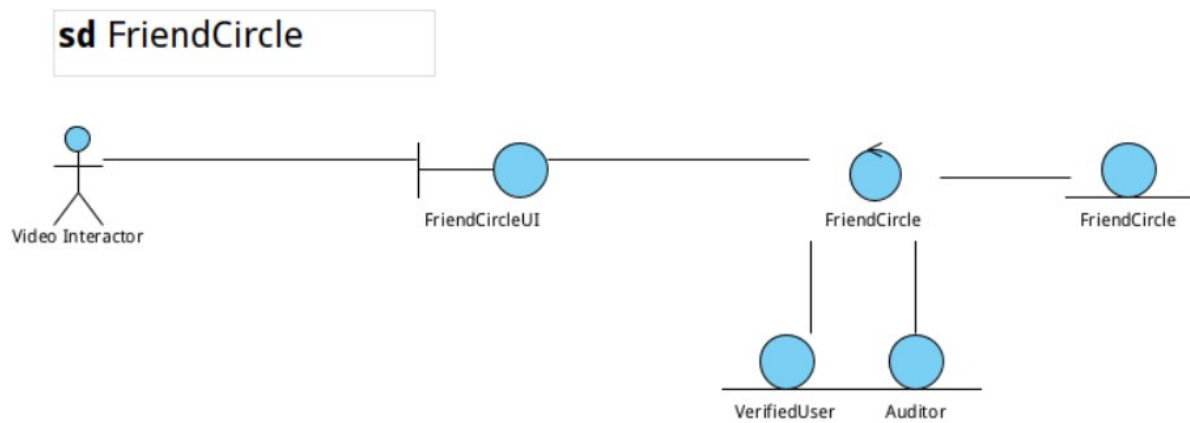 sd FriendCircle
Video Interactor
FriendCircleUI
FriendCircle
FriendCircle
VerifiedUser
Auditor